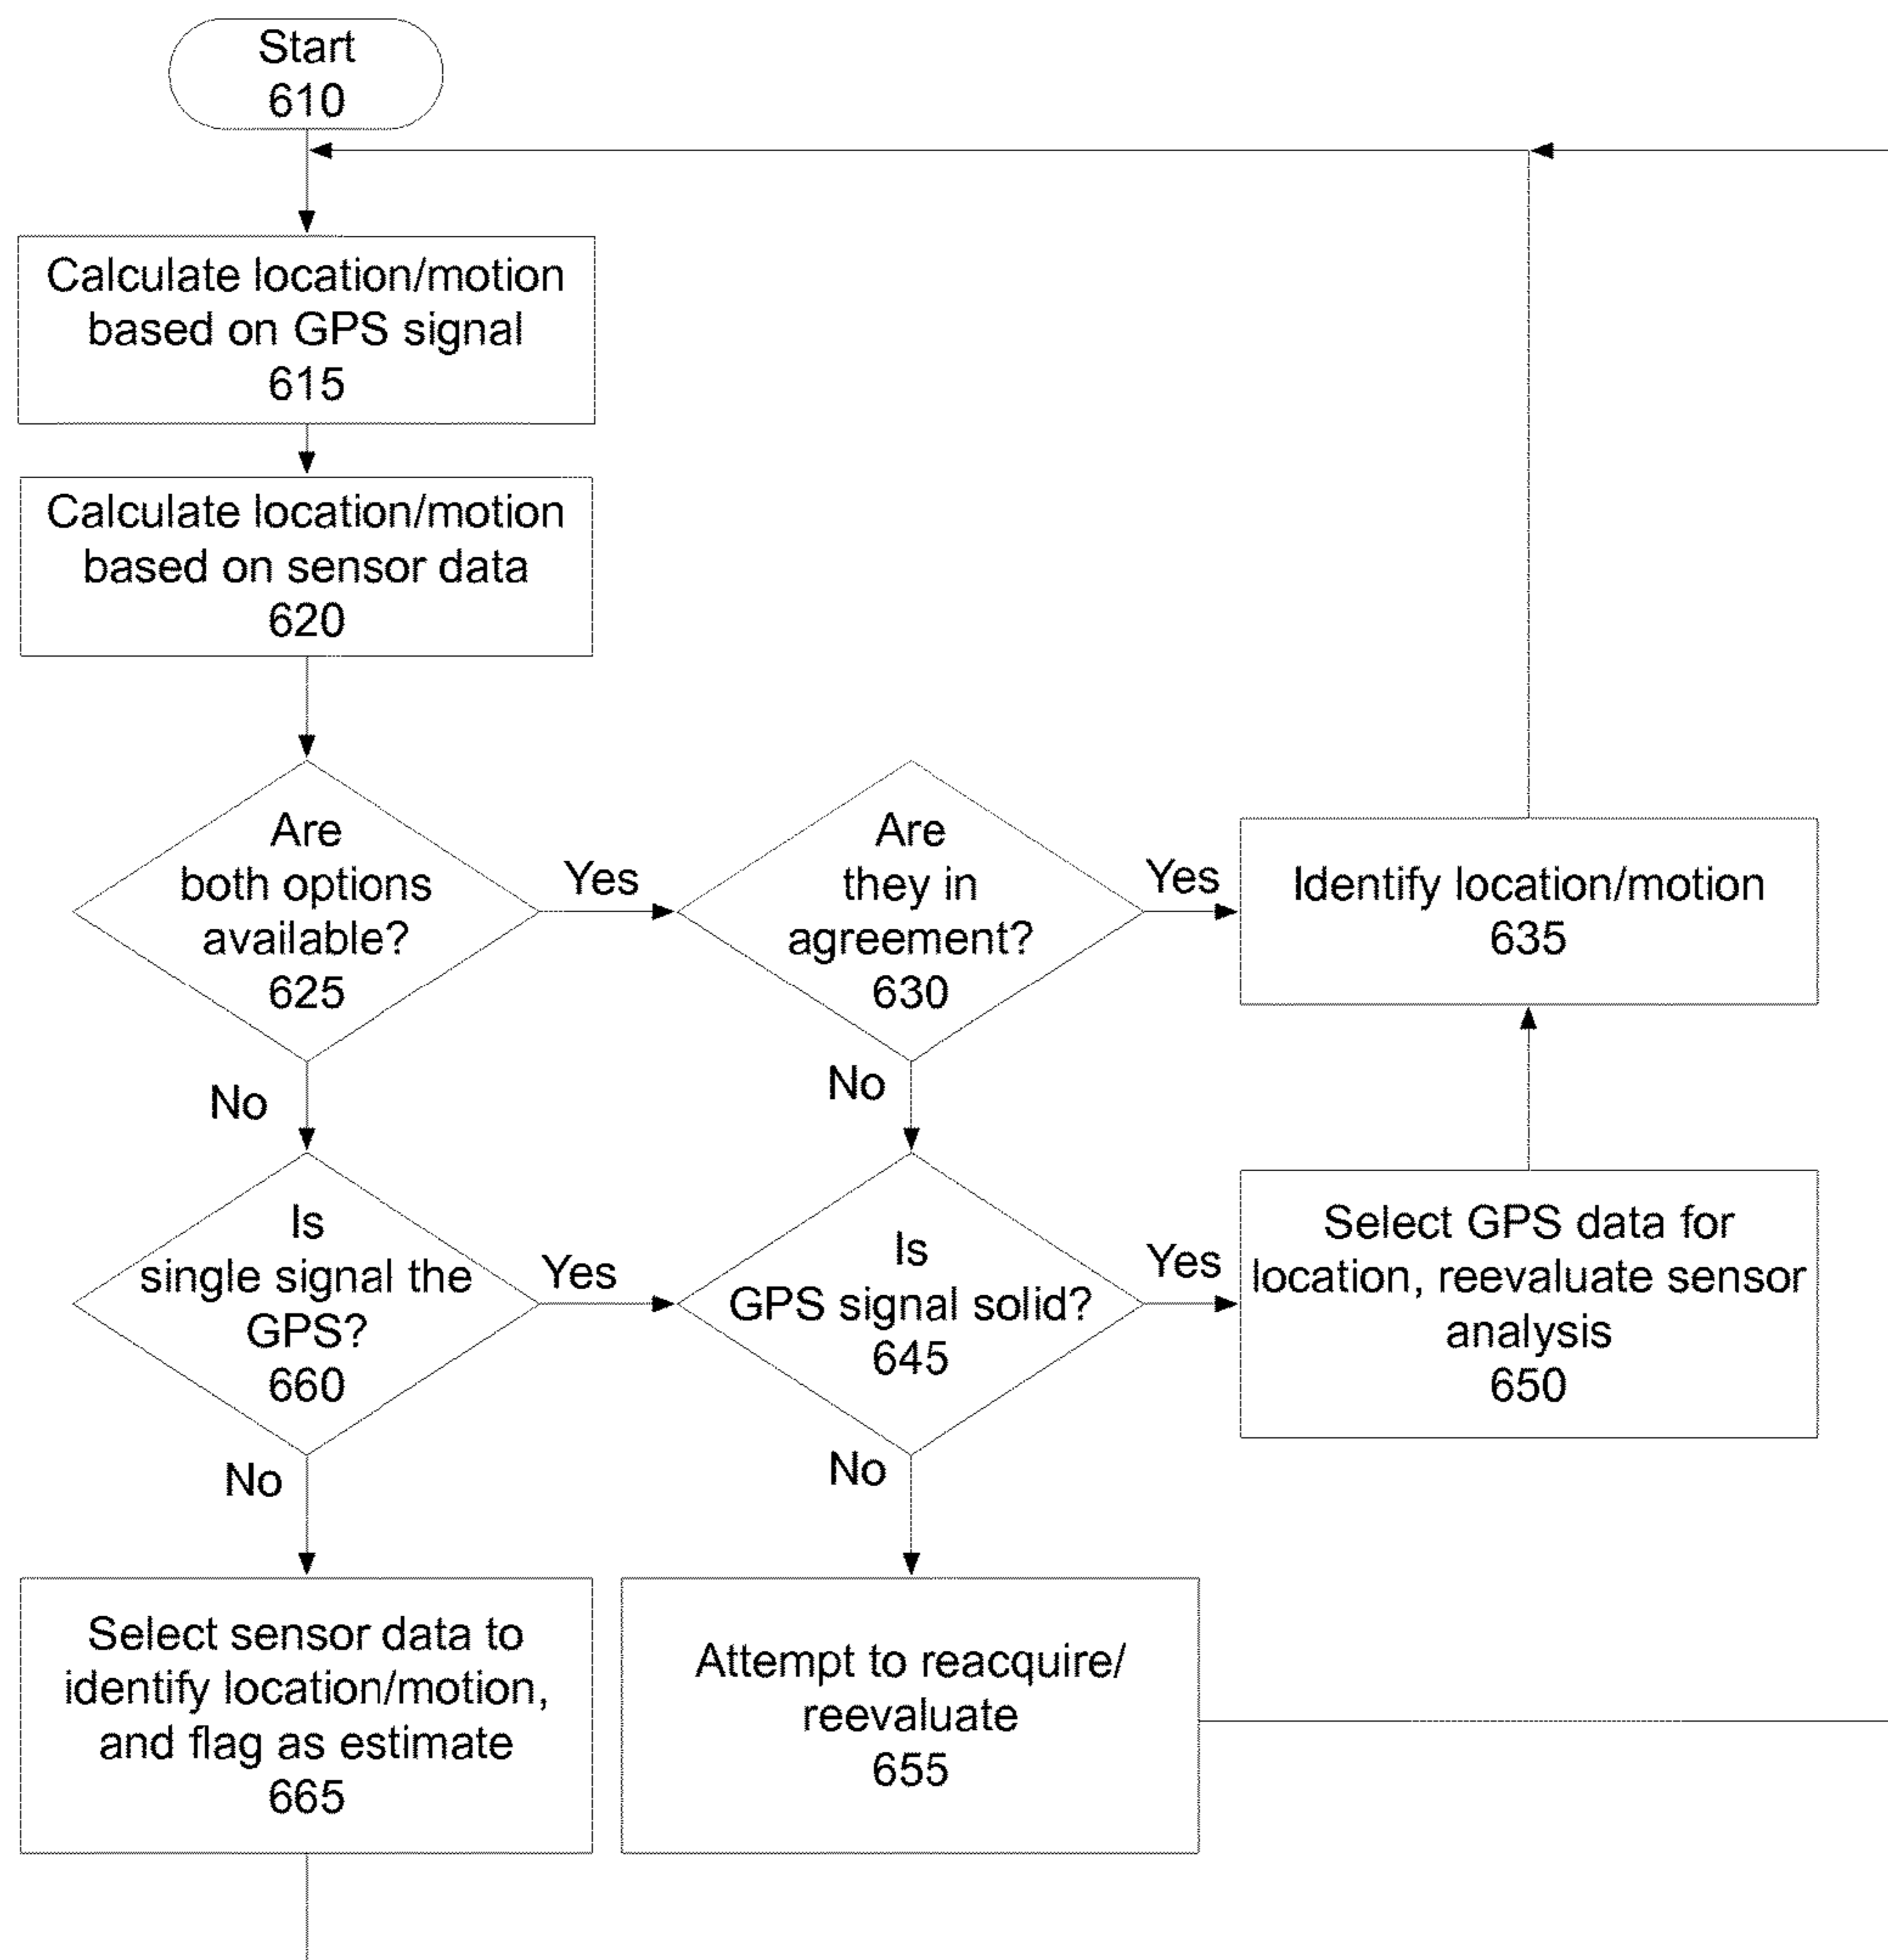 Start
610
Calculate location/motion
based on GPS signal
615
Calculate location/motion
based on sensor data
620
Are
both options
available?
625
Yes
Are
they in
agreement?
630
Yes
Identify location/motion
635
No
No
Is
single signal the
GPS?
660
Yes
Is
GPS signal solid?
645
Yes
Select GPS data for
location, reevaluate sensor
analysis
650
No
No
Select sensor data to
identify location/motion,
and flag as estimate
665
Attempt to reacquire/
reevaluate
655